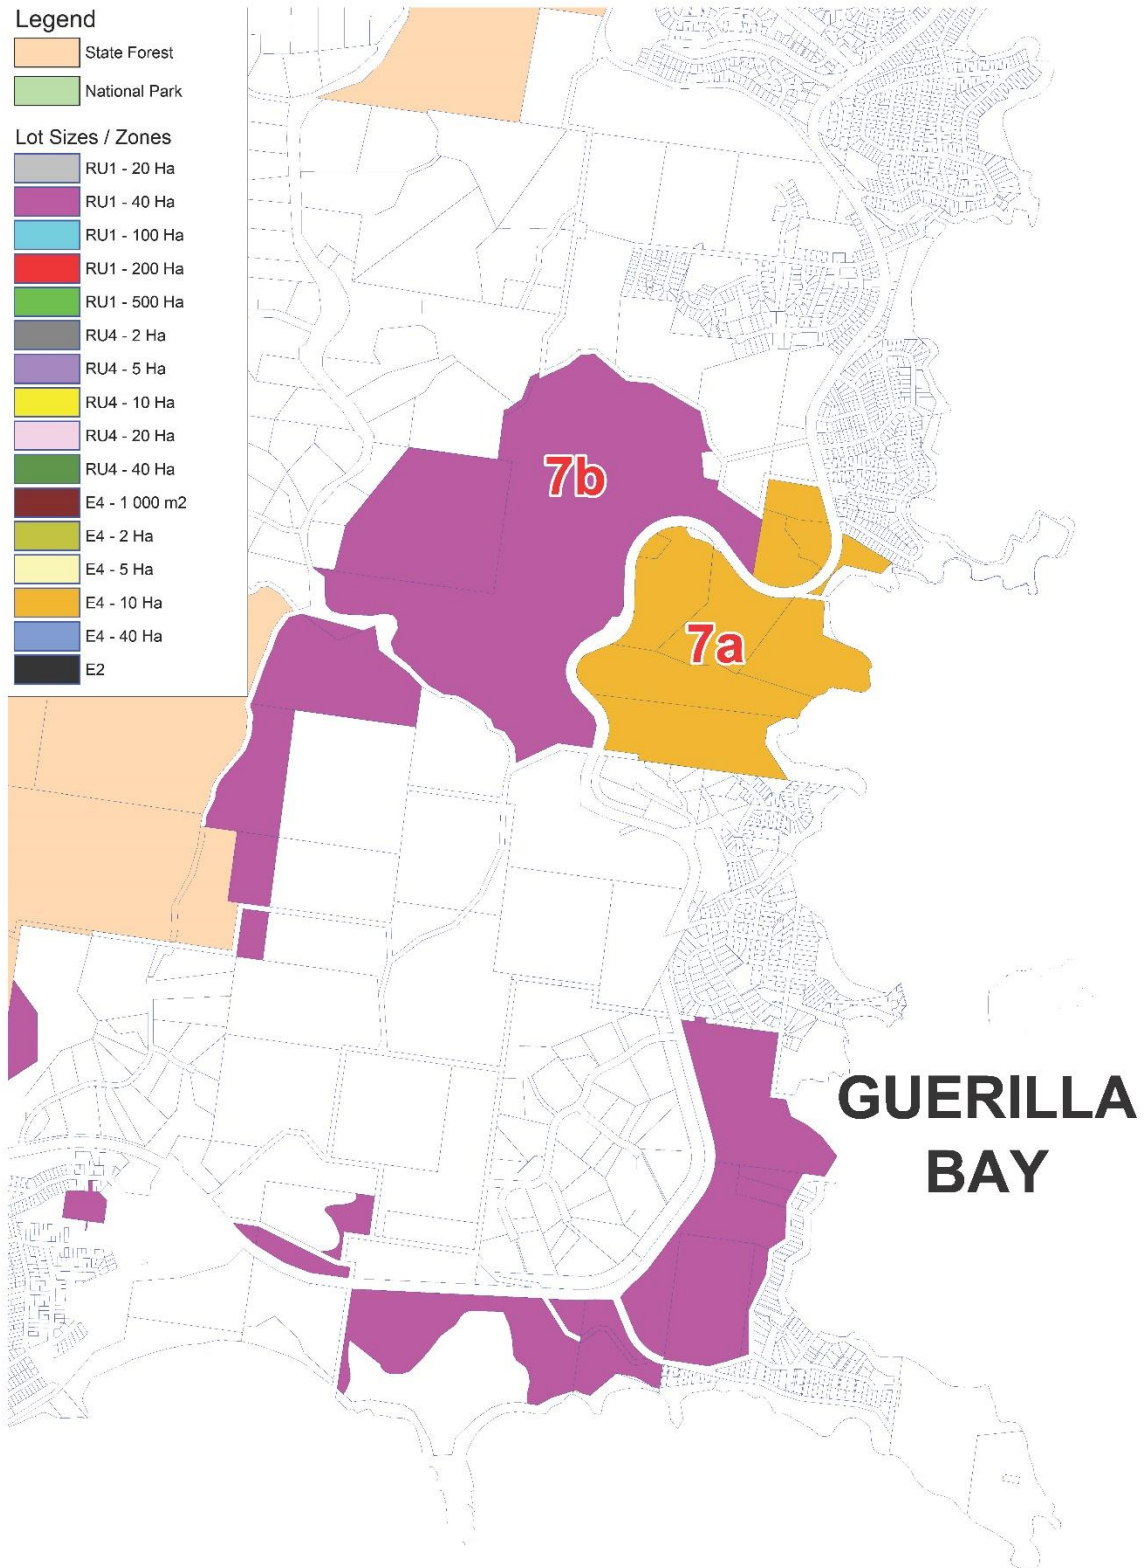 Legend
State Forest
National Park
Lot Sizes / Zones
RU1 - 20 Ha
RU1 - 40 Ha
RU1 - 100 Ha
RU1 - 200 Ha
RU1 - 500 Ha
RU4 - 2 Ha
RU4 - 5 Ha
RU4 - 10 Ha
RU4 - 20 Ha
RU4 - 40 Ha
E4 - 1 000 m2
E4 - 2 Ha
E4 - 5 Ha
E4 - 10 Ha
E4 - 40 Ha
E2
7b
7a
GUERILLA
BAY